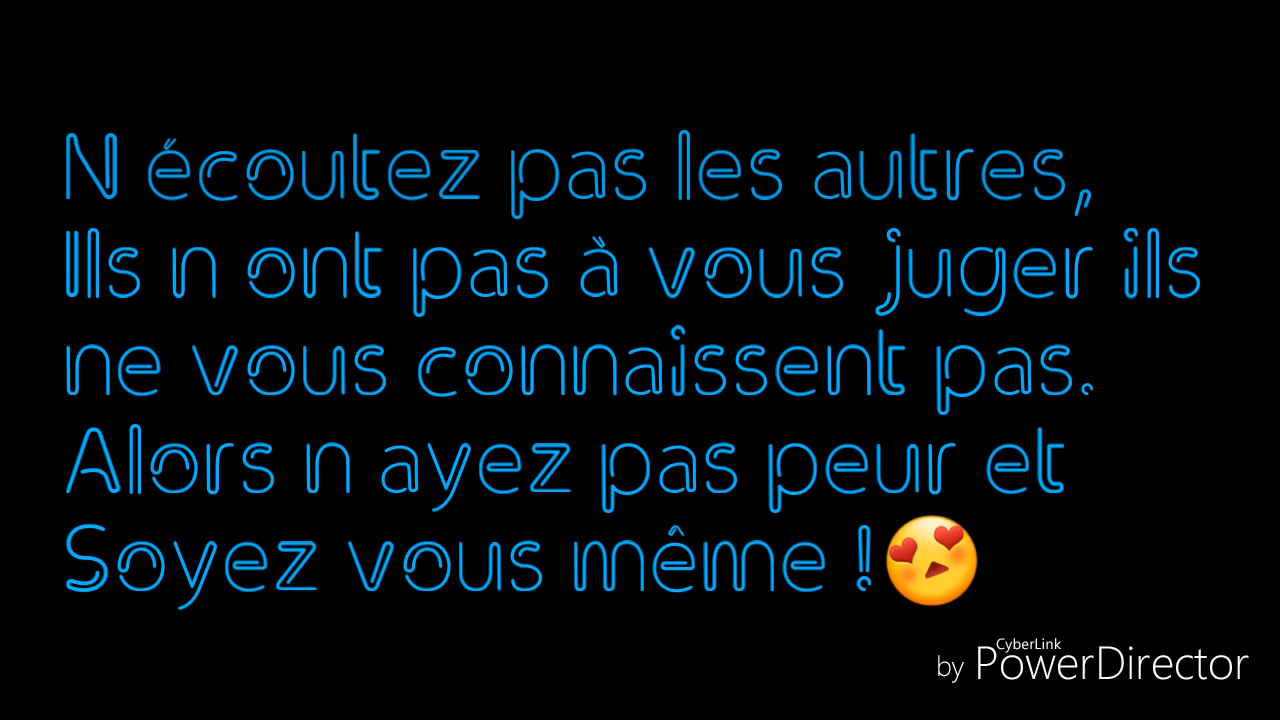 N écoutez pas les autres,
Ils n ont pas à vous juger ils
ne vous connaissent pas.
Alors n ayez pas peur et
Soyez vous même !😍
by CyberLink PowerDirector